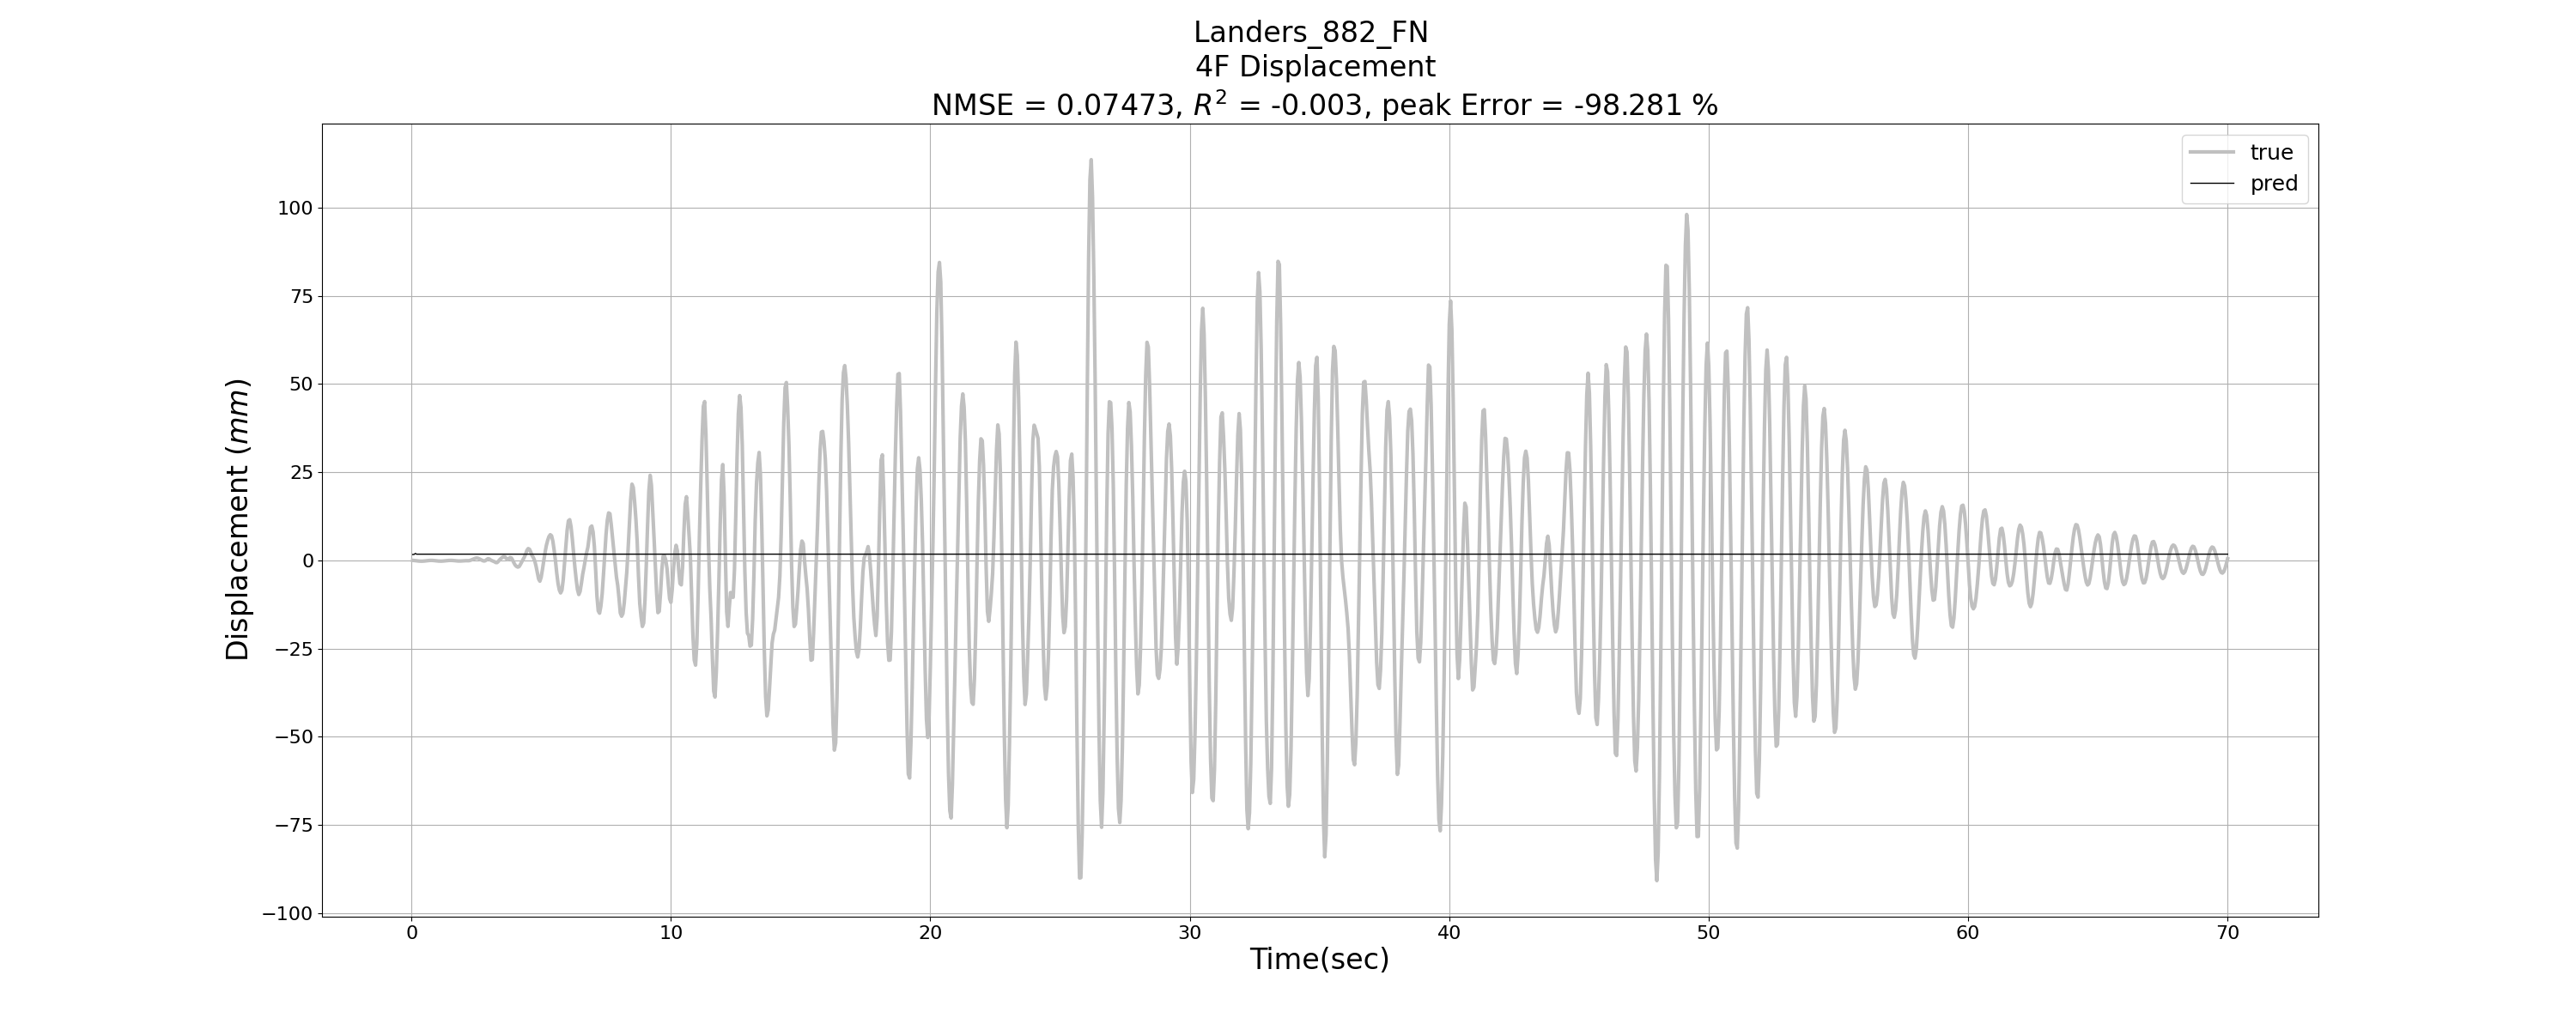 Landers_882_FN
4F Displacement
NMSE = 0.07473, R² = -0.003, peak Error = -98.281 %
true
pred
Displacement (mm)
100
75
50
25
0
−25
−50
−75
−100
0 10 20 30 40 50 60 70
Time(sec)